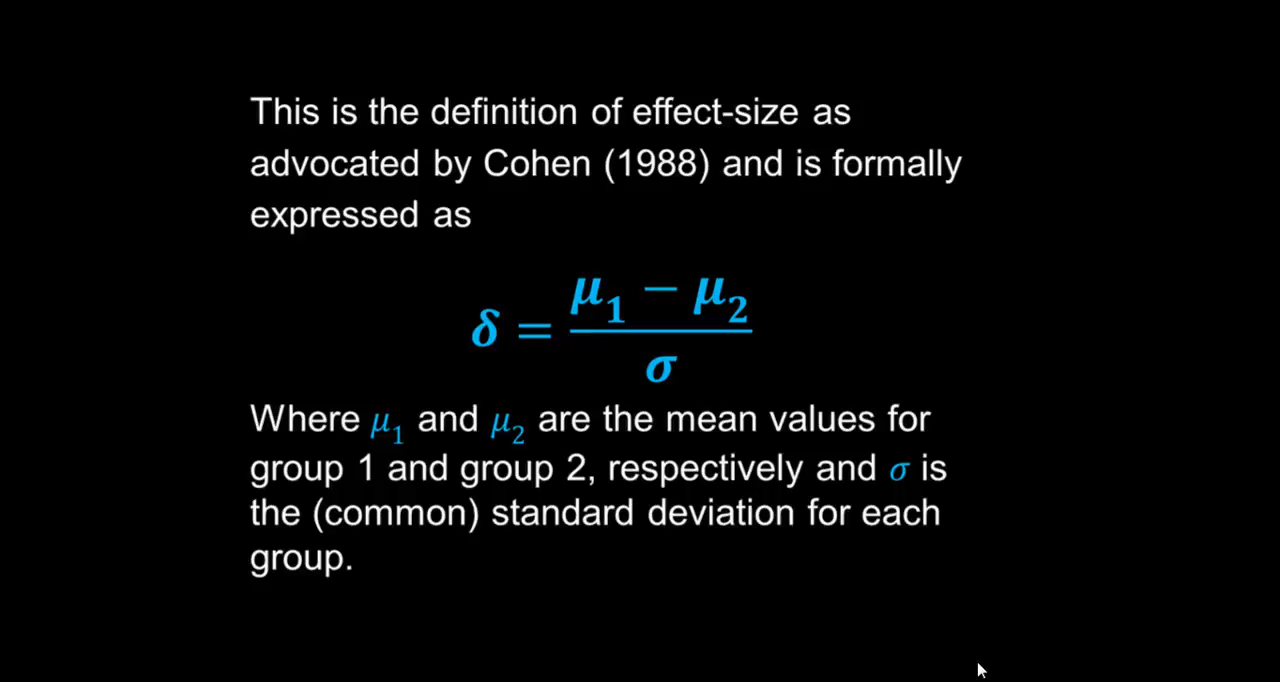 This is the definition of effect-size as
advocated by Cohen (1988) and is formally
expressed as
δ = (μ₁ − μ₂) / σ
Where μ₁ and μ₂ are the mean values for
group 1 and group 2, respectively and σ is
the (common) standard deviation for each
group.